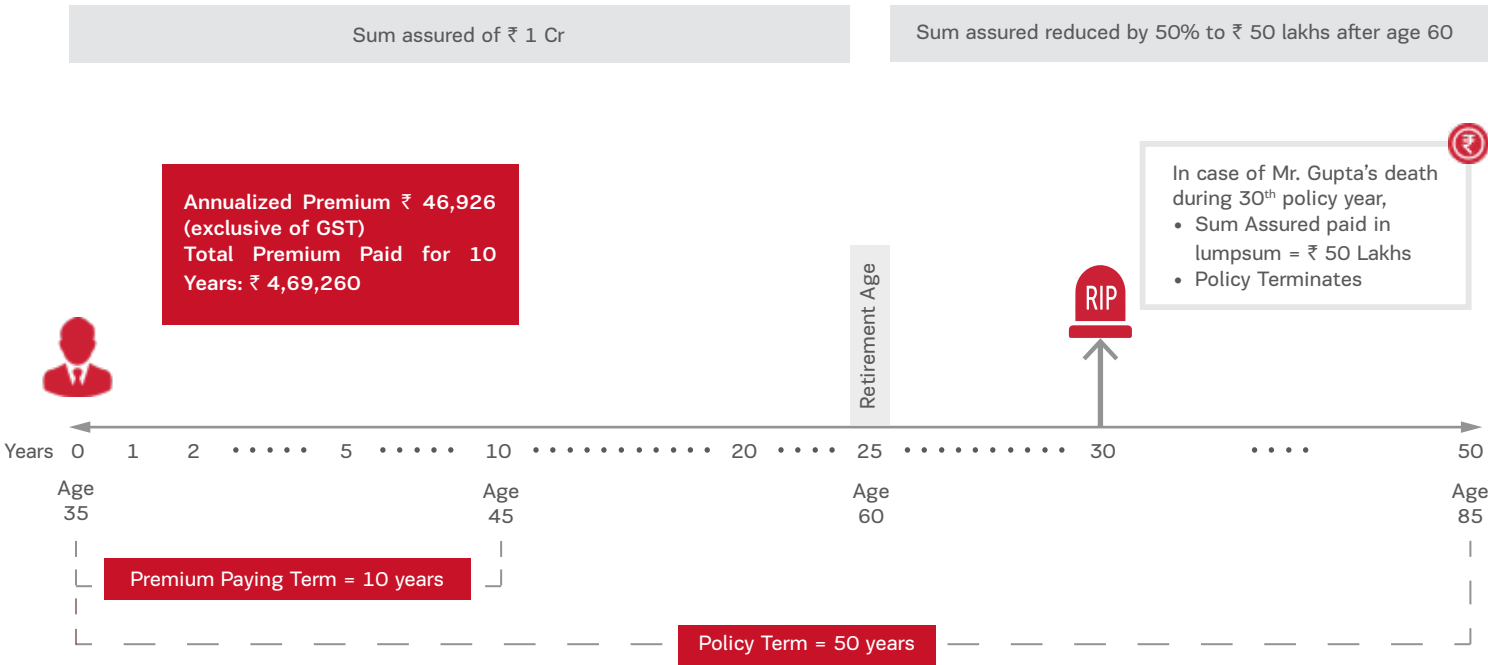 Sum assured of ₹ 1 Cr
Sum assured reduced by 50% to ₹ 50 lakhs after age 60
Annualized Premium ₹ 46,926
(exclusive of GST)
Total Premium Paid for 10
Years: ₹ 4,69,260
₹
In case of Mr. Gupta’s death
during 30th policy year,
• Sum Assured paid in
lumpsum = ₹ 50 Lakhs
• Policy Terminates
Retirement Age
RIP
Years 0 1 2 ..... 5 ..... 10 ........... 20 .... 25 .......... 30 .... 50
Age Age Age Age
35 45 60 85
Premium Paying Term = 10 years
Policy Term = 50 years